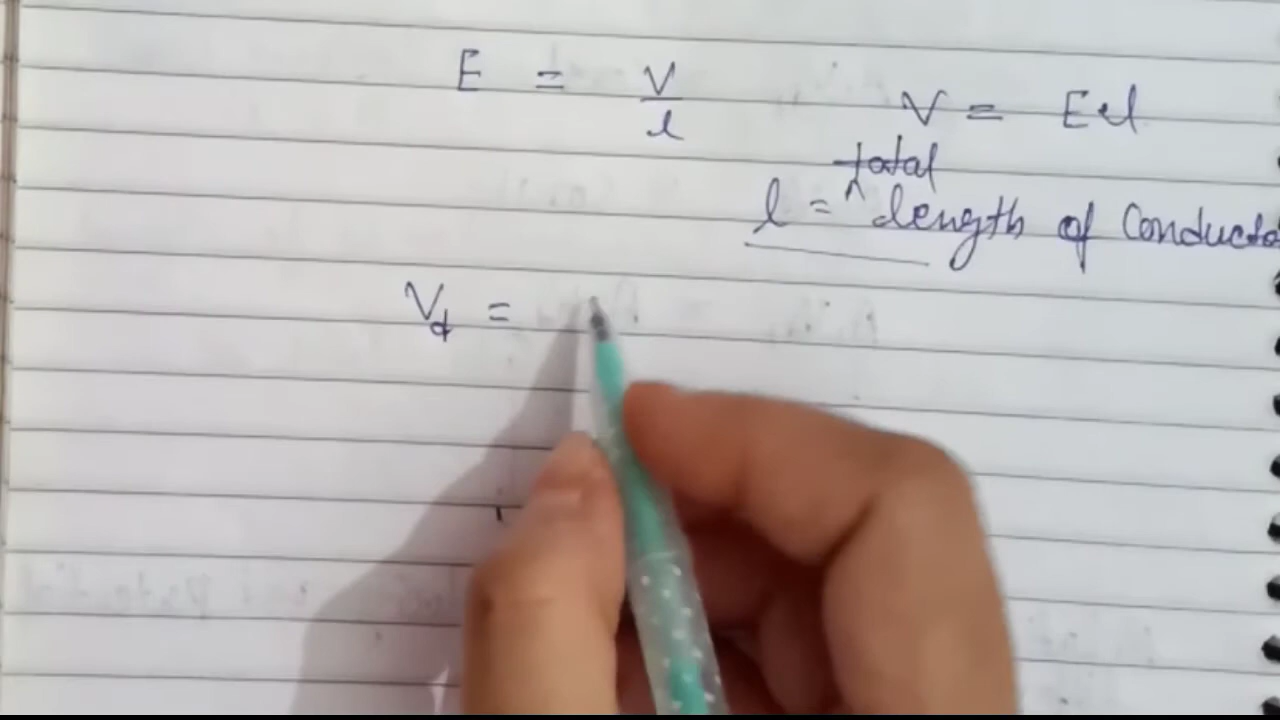 E = V/l
V = El
total
l = ^ length of Conducto
Vd =